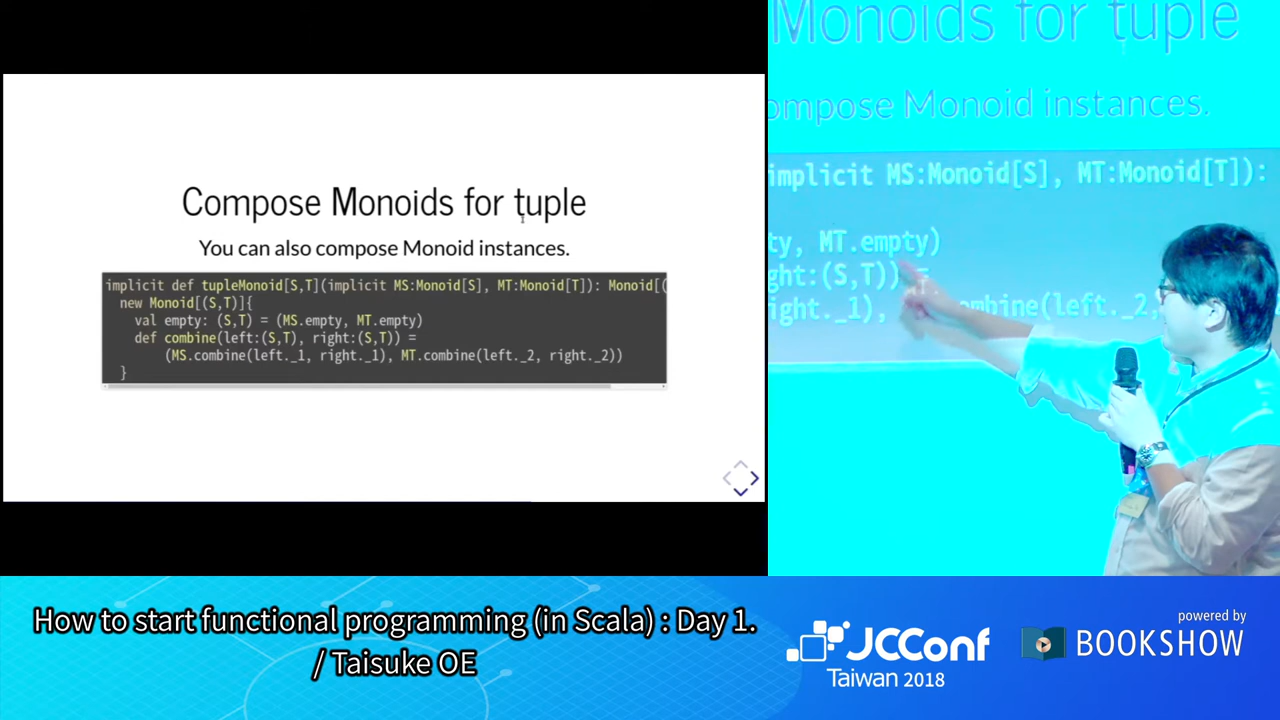 Compose Monoids for tuple
You can also compose Monoid instances.
implicit def tupleMonoid[S,T](implicit MS:Monoid[S], MT:Monoid[T]): Monoid[(
new Monoid[(S,T)]{
val empty: (S,T) = (MS.empty, MT.empty)
def combine(left:(S,T), right:(S,T)) =
(MS.combine(left._1, right._1), MT.combine(left._2, right._2))
}
Monoids for tuple
ompose Monoid instances.
implicit MS:Monoid[S], MT:Monoid[T]):
ty, MT.empty)
ght:(S,T)) =
ight._1), ombine(left._2,
How to start functional programming (in Scala) : Day 1.
/ Taisuke OE
JCConf
Taiwan 2018
powered by
BOOKSHOW